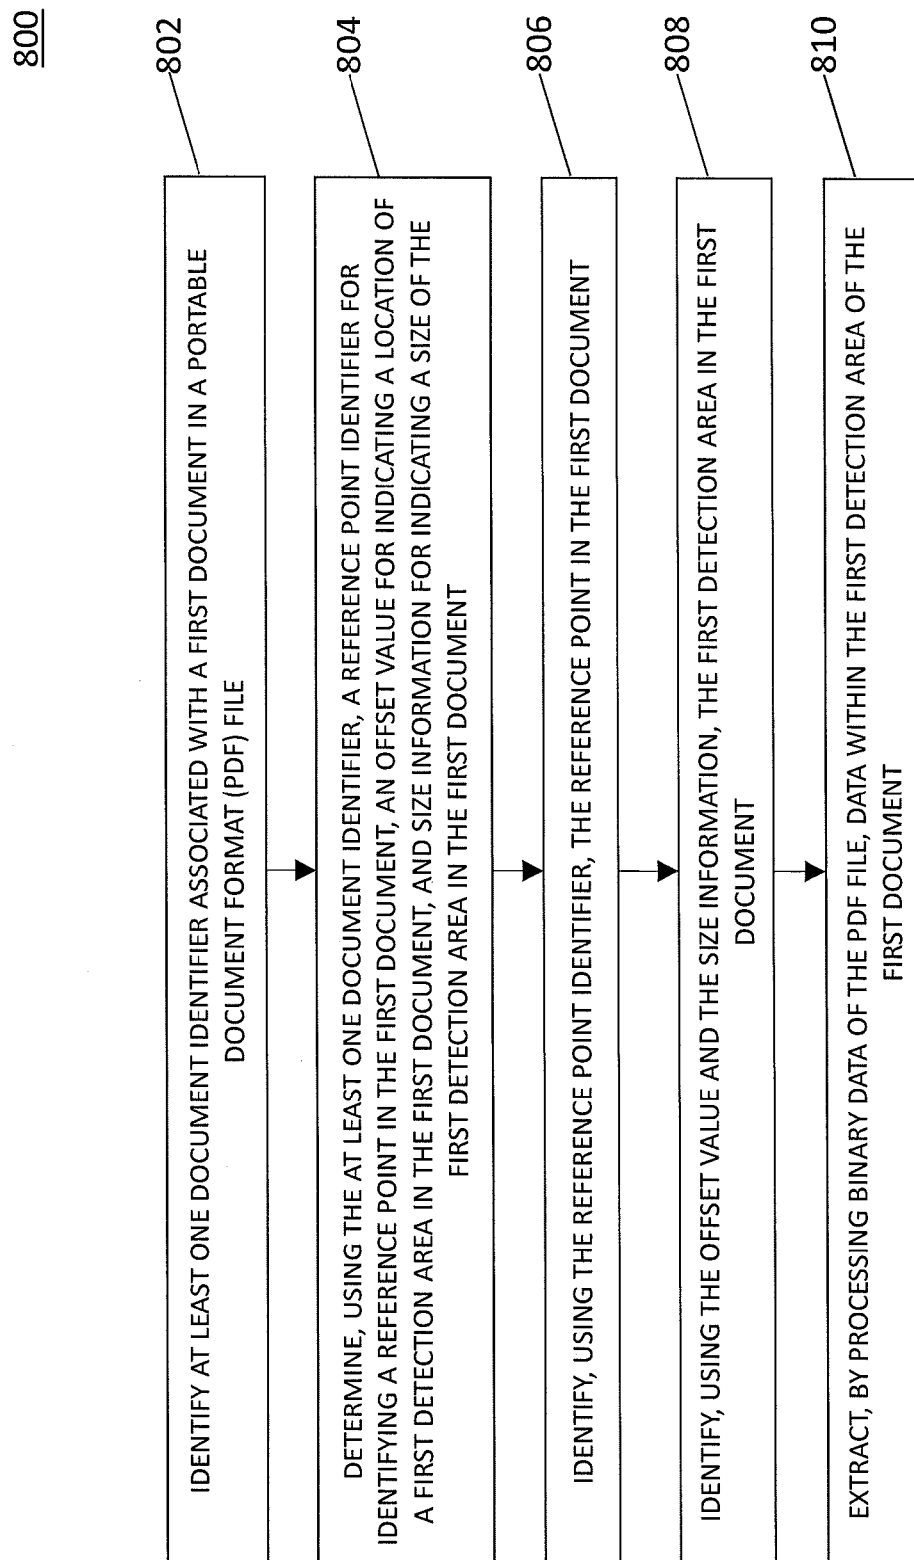 800
802
IDENTIFY AT LEAST ONE DOCUMENT IDENTIFIER ASSOCIATED WITH A FIRST DOCUMENT IN A PORTABLE
DOCUMENT FORMAT (PDF) FILE
804
DETERMINE, USING THE AT LEAST ONE DOCUMENT IDENTIFIER, A REFERENCE POINT IDENTIFIER FOR
IDENTIFYING A REFERENCE POINT IN THE FIRST DOCUMENT, AN OFFSET VALUE FOR INDICATING A LOCATION OF
A FIRST DETECTION AREA IN THE FIRST DOCUMENT, AND SIZE INFORMATION FOR INDICATING A SIZE OF THE
FIRST DETECTION AREA IN THE FIRST DOCUMENT
806
IDENTIFY, USING THE REFERENCE POINT IDENTIFIER, THE REFERENCE POINT IN THE FIRST DOCUMENT
808
IDENTIFY, USING THE OFFSET VALUE AND THE SIZE INFORMATION, THE FIRST DETECTION AREA IN THE FIRST
DOCUMENT
810
EXTRACT, BY PROCESSING BINARY DATA OF THE PDF FILE, DATA WITHIN THE FIRST DETECTION AREA OF THE
FIRST DOCUMENT